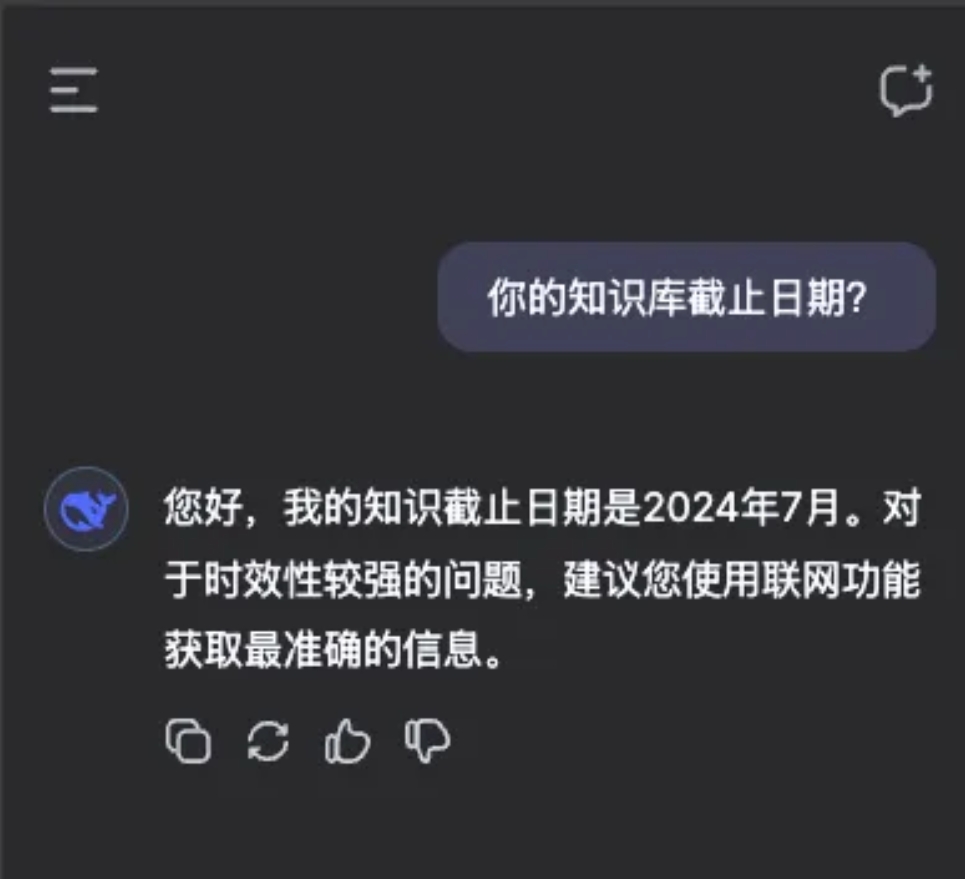 你的知识库截止日期?
您好，我的知识截止日期是2024年7月。对
于时效性较强的问题，建议您使用联网功能
获取最准确的信息。